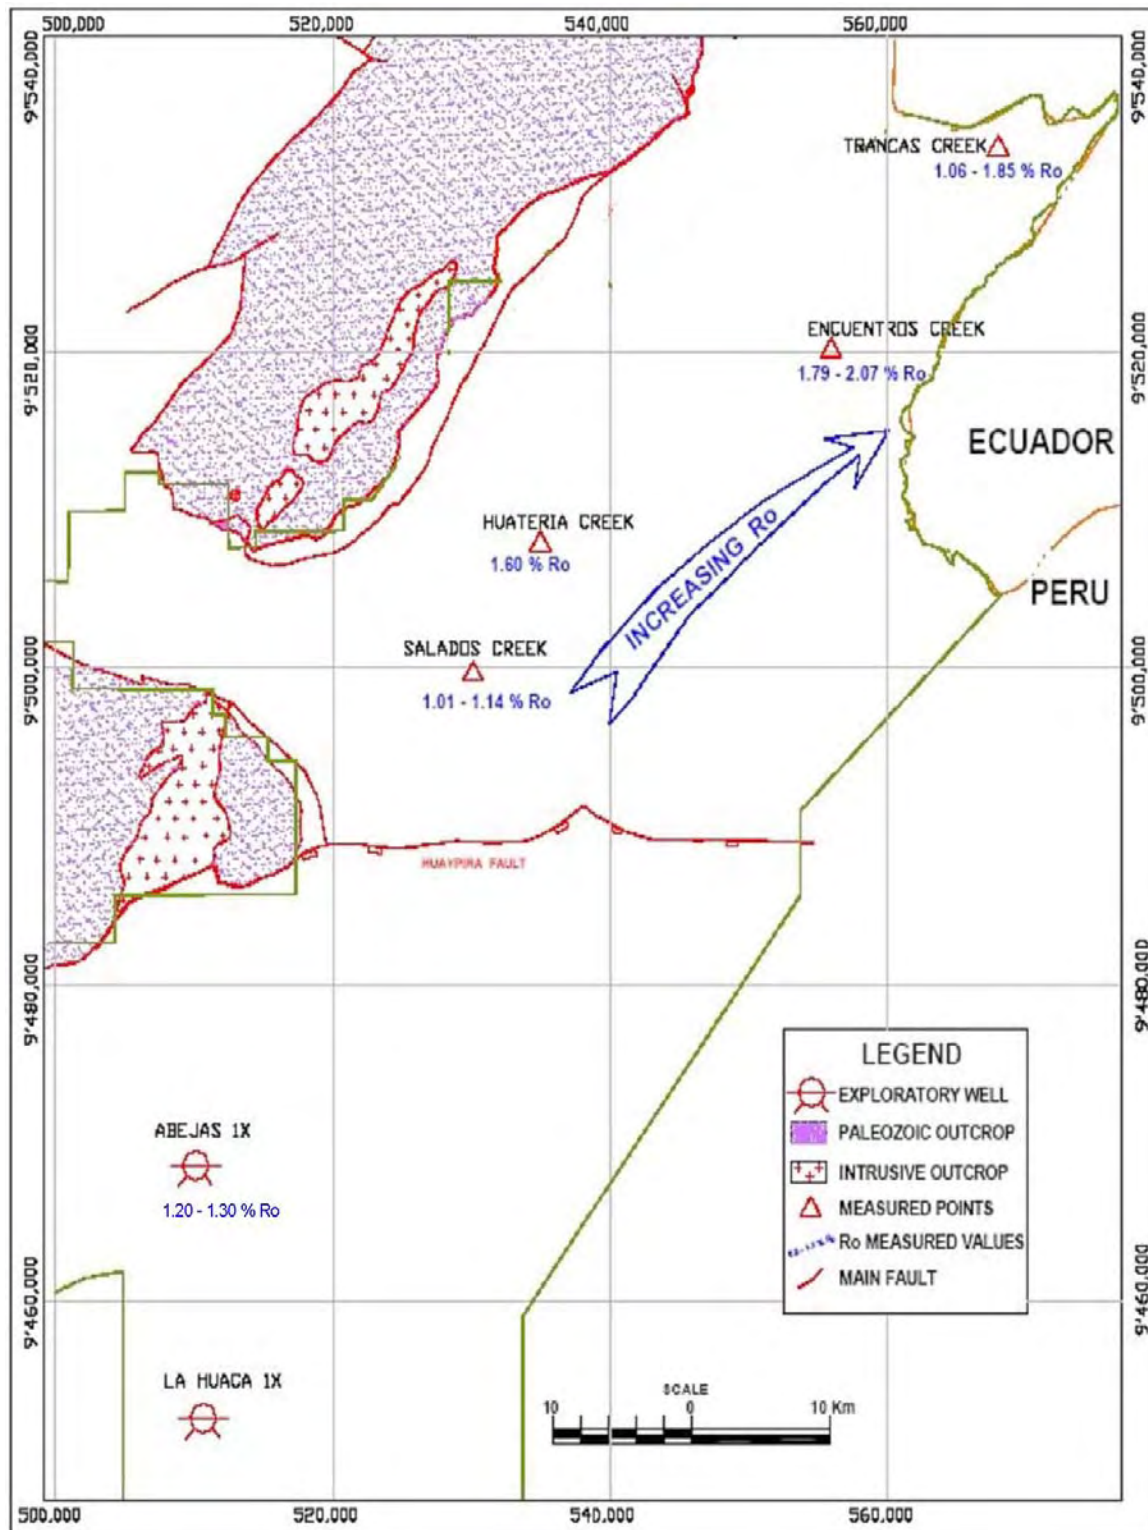 500,000 520,000 540,000 560,000
9'540,000 9'540,000
TRANCAS CREEK
1.06 - 1.85 % Ro
ENCUENTROS CREEK
9'520,000 9'520,000
1.79 - 2.07 % Ro
ECUADOR
HUATERIA CREEK
1.60 % Ro
INCREASING Ro
PERU
SALADOS CREEK
9'500,000 9'500,000
1.01 - 1.14 % Ro
HUAYPIRA FAULT
9'480,000 9'480,000
LEGEND
EXPLORATORY WELL
PALEOZOIC OUTCROP
INTRUSIVE OUTCROP
MEASURED POINTS
Ro MEASURED VALUES
MAIN FAULT
ABEJAS 1X
1.20 - 1.30 % Ro
9'460,000 9'460,000
LA HUACA 1X
SCALE
10 0 10 Km
500,000 520,000 540,000 560,000